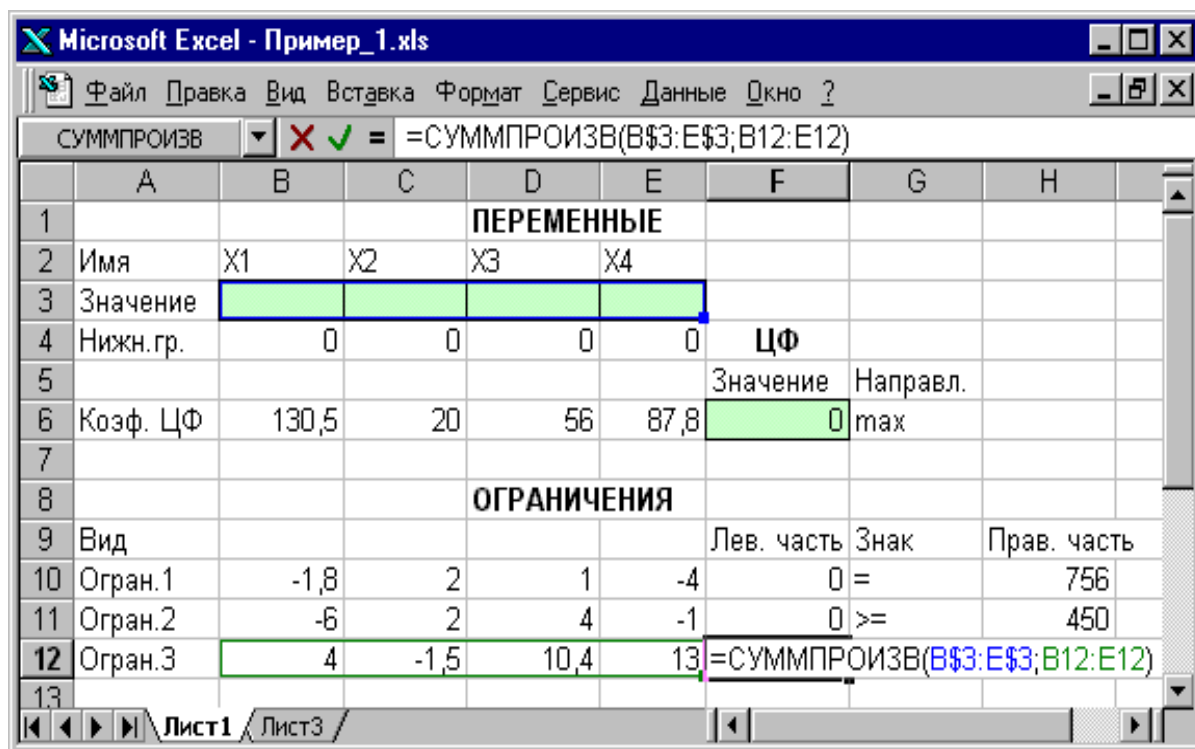 Microsoft Excel - Пример_1.xls
Файл Правка Вид Вставка Формат Сервис Данные Окно ?
СУММПРОИЗВ = =СУММПРОИЗВ(B$3:E$3;B12:E12)
A B C D E F G H
1 ПЕРЕМЕННЫЕ
2 Имя X1 X2 X3 X4
3 Значение
4 Нижн.гр. 0 0 0 0 ЦФ
5 Значение Направл.
6 Коэф. ЦФ 130,5 20 56 87,8 0 max
7
8 ОГРАНИЧЕНИЯ
9 Вид Лев. часть Знак Прав. часть
10 Огран.1 -1,8 2 1 -4 0 = 756
11 Огран.2 -6 2 4 -1 0 >= 450
12 Огран.3 4 -1,5 10,4 13 =СУММПРОИЗВ(B$3:E$3;B12:E12)
13
Лист1 Лист3